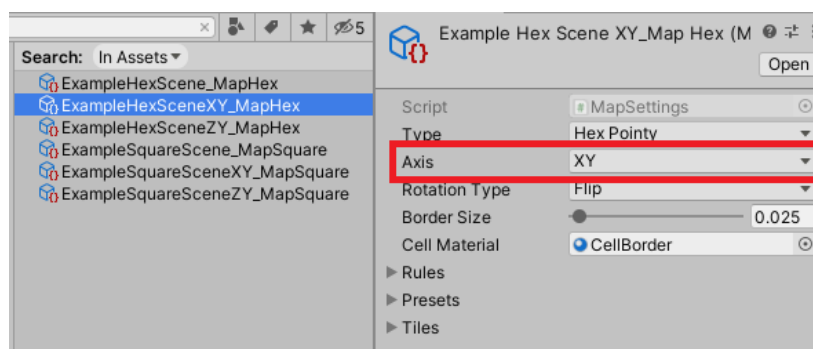 5
Search: In Assets
ExampleHexScene_MapHex
ExampleHexSceneXY_MapHex
ExampleHexSceneZY_MapHex
ExampleSquareScene_MapSquare
ExampleSquareSceneXY_MapSquare
ExampleSquareSceneZY_MapSquare
Example Hex Scene XY_Map Hex (M
Open
Script MapSettings
Type Hex Pointy
Axis XY
Rotation Type Flip
Border Size 0.025
Cell Material CellBorder
Rules
Presets
Tiles